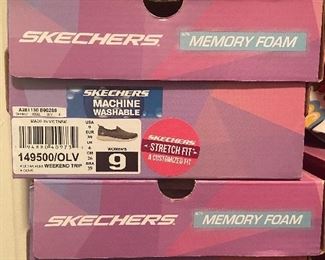 SKECHERS
MEMORY FOAM
SKECHERS
MACHINE
WASHABLE
MADE IN VIETNAM
149500/OLV
WEEKEND TRIP
WOMEN'S
9
SKECHERS
STRETCH FIT
A CUSTOMIZED FIT
SKECHERS
MEMORY FOAM